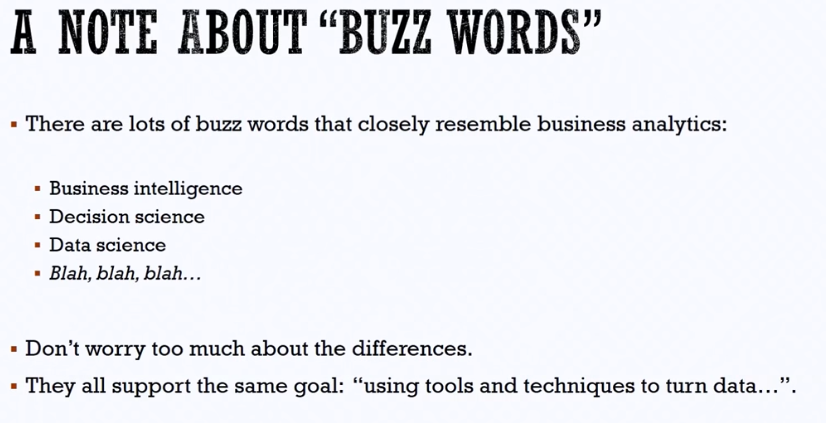 A NOTE ABOUT “BUZZ WORDS”
▪ There are lots of buzz words that closely resemble business analytics:
▪ Business intelligence
▪ Decision science
▪ Data science
▪ Blah, blah, blah…
▪ Don’t worry too much about the differences.
▪ They all support the same goal: “using tools and techniques to turn data…”.